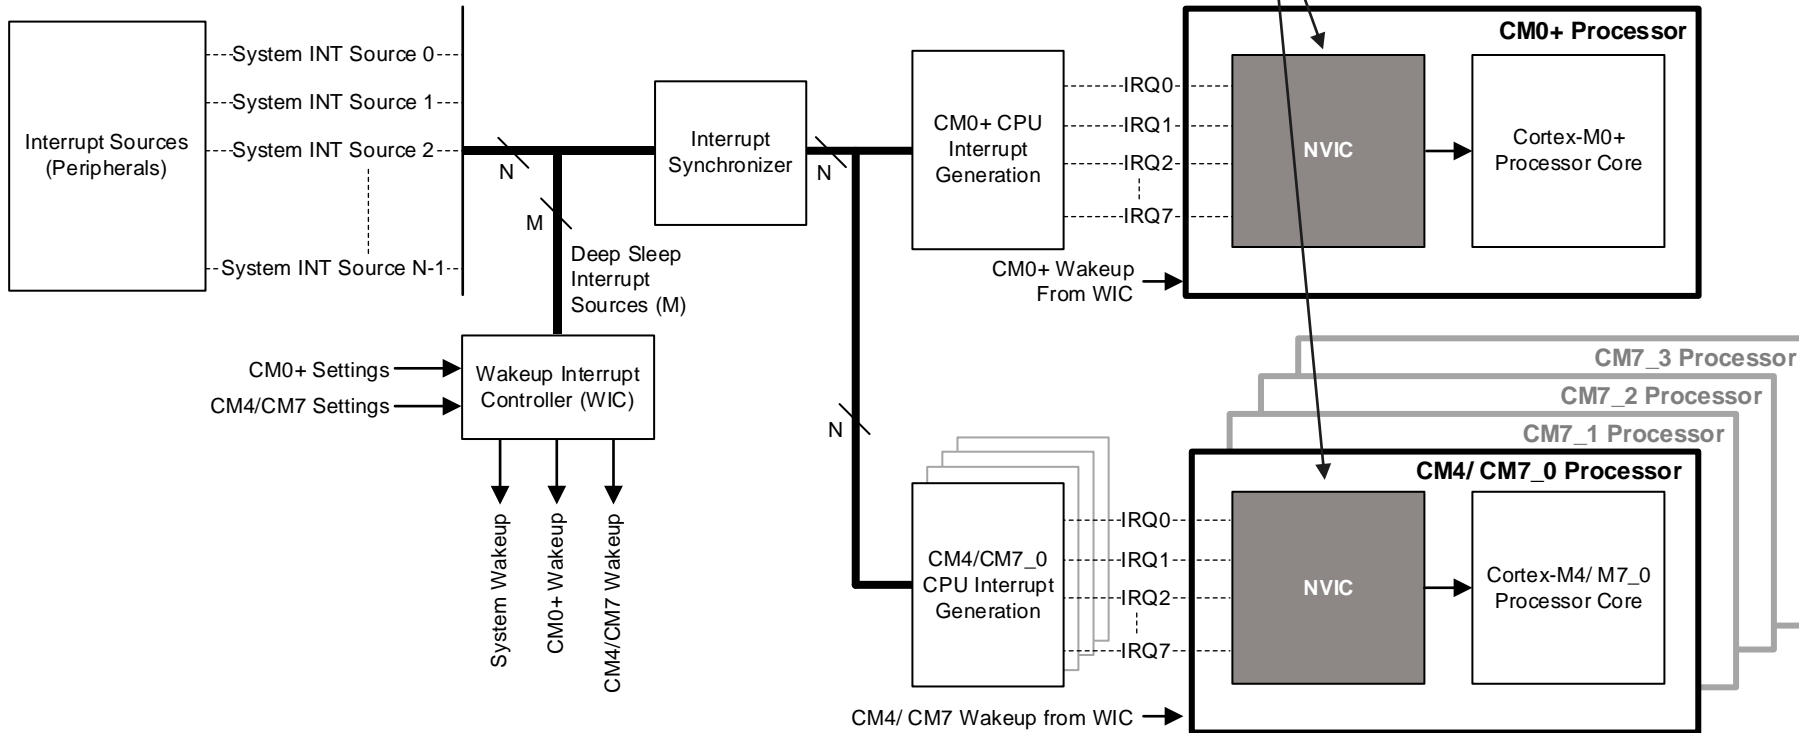 System INT Source 0
System INT Source 1
System INT Source 2
System INT Source N-1
Interrupt Sources
(Peripherals)
N
M
Deep Sleep
Interrupt
Sources (M)
Interrupt
Synchronizer
N
N
CM0+ Settings
CM4/CM7 Settings
Wakeup Interrupt
Controller (WIC)
System Wakeup
CM0+ Wakeup
CM4/CM7 Wakeup
CM0+ CPU
Interrupt
Generation
IRQ0
IRQ1
IRQ2
IRQ7
CM0+ Wakeup
From WIC
CM0+ Processor
NVIC
Cortex-M0+
Processor Core
CM7_3 Processor
CM7_2 Processor
CM7_1 Processor
CM4/ CM7_0 Processor
CM4/CM7_0
CPU Interrupt
Generation
IRQ0
IRQ1
IRQ2
IRQ7
NVIC
Cortex-M4/ M7_0
Processor Core
CM4/ CM7 Wakeup from WIC